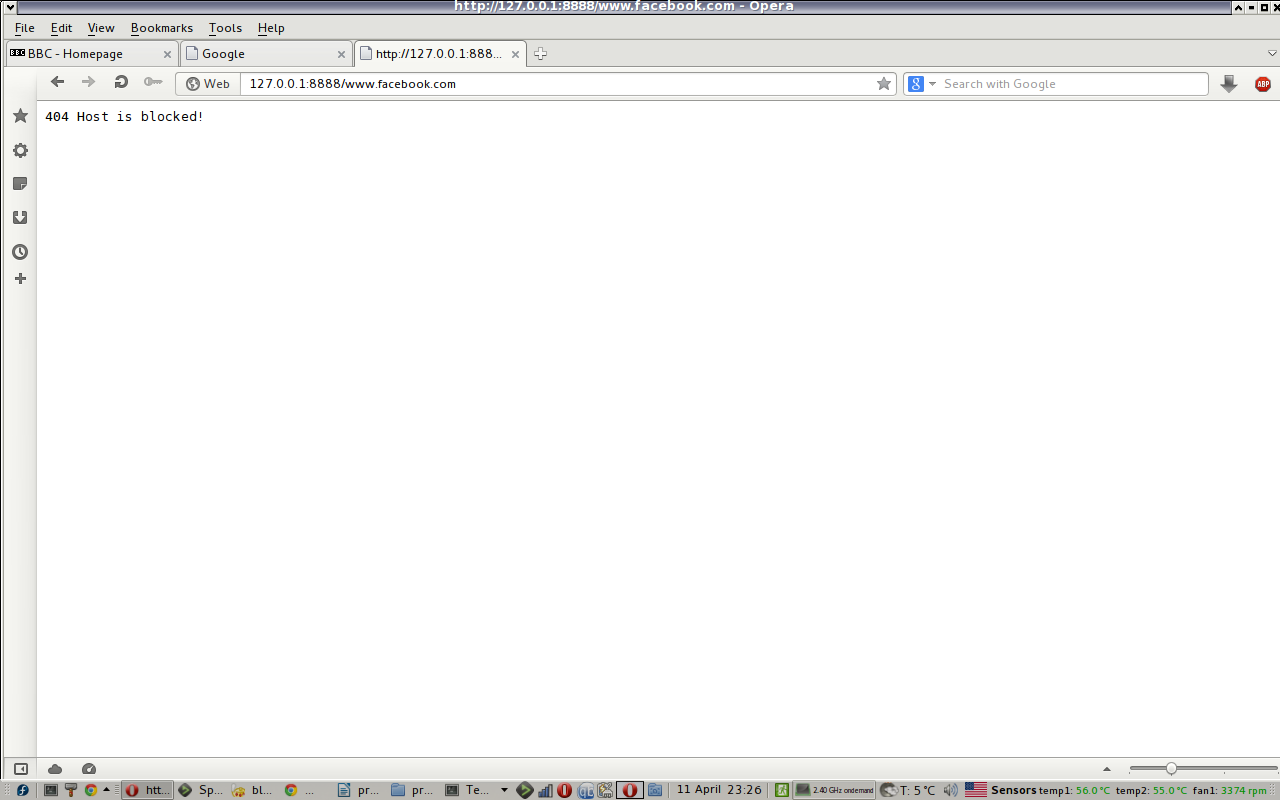 http://127.0.0.1:8888/www.facebook.com - Opera
File Edit View Bookmarks Tools Help
BBC BBC - Homepage Google http://127.0.0.1:888...
Web 127.0.0.1:8888/www.facebook.com g Search with Google ABP
404 Host is blocked!
htt... Sp... bl... ... pr... pr... Te... 11 April 23:26 2.40 GHz ondemand T: 5 °C Sensors temp1: 56.0 °C temp2: 55.0 °C fan1: 3374 rpm